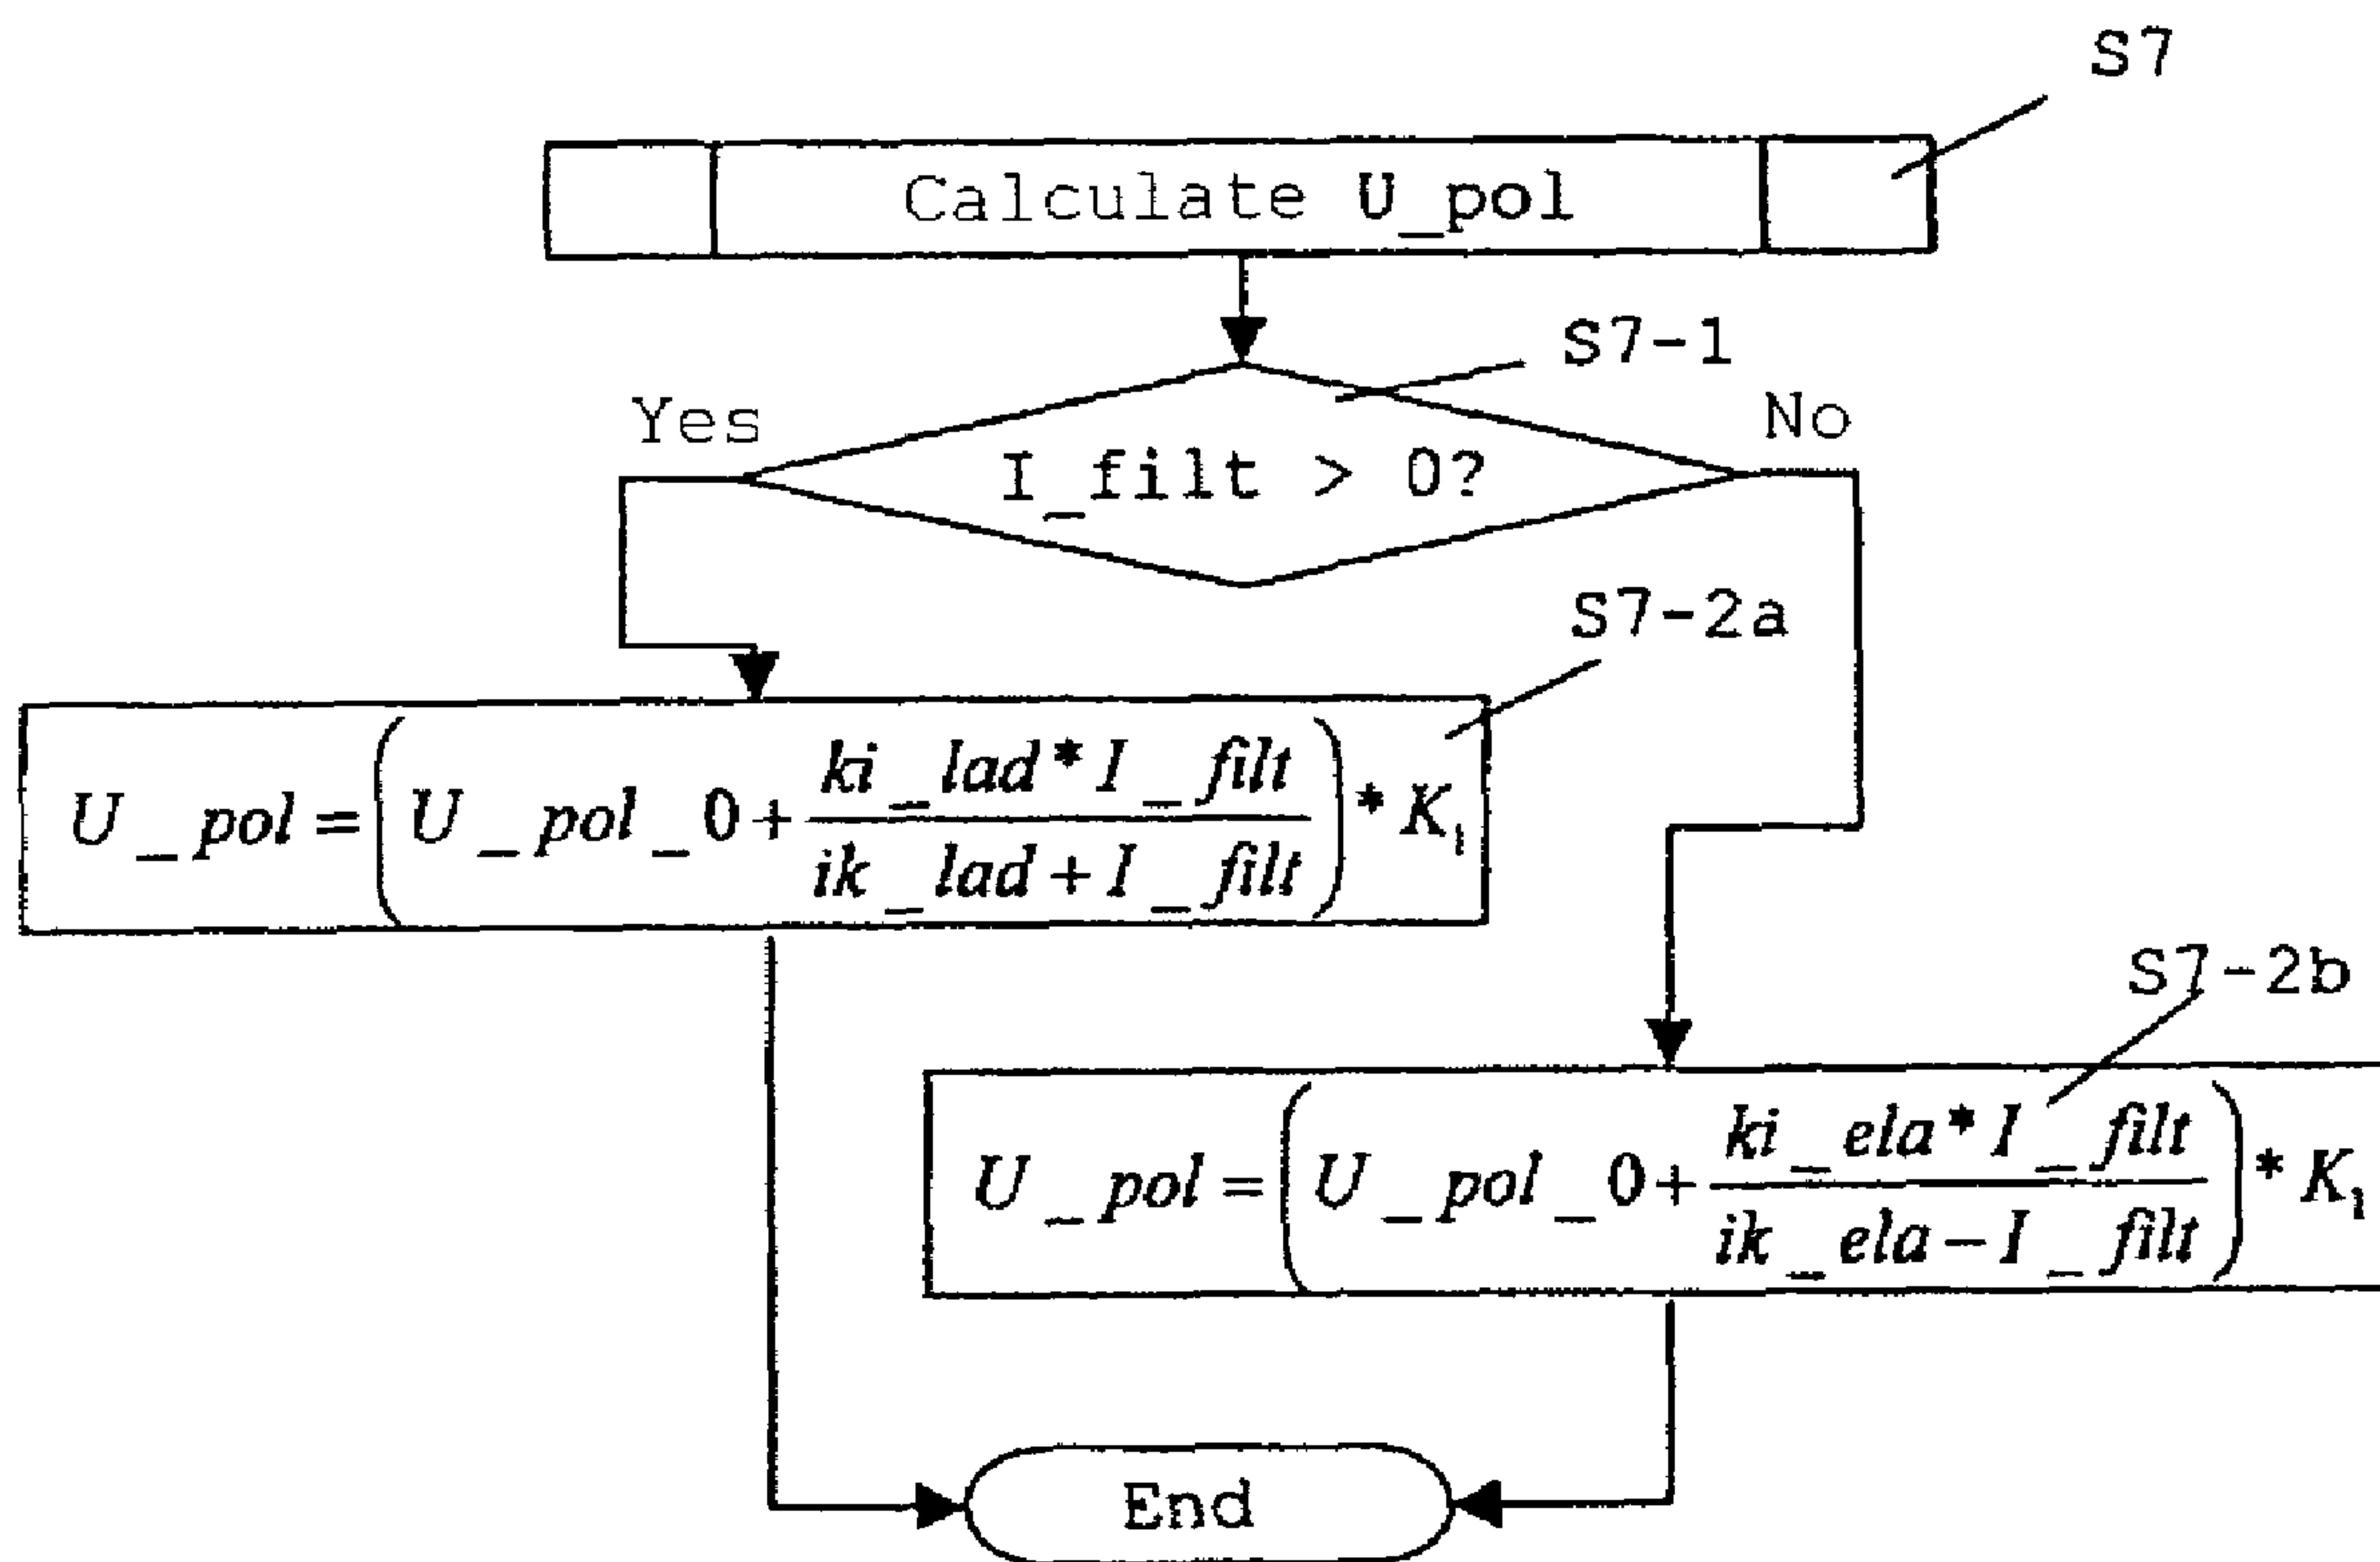 S7
Calculate U_pol
S7-1
Yes
No
I_filt > 0?
S7-2a
U_pol = ( U_pol_0 + ki_lad * I_filt / ik_lad + I_filt ) * K₁
S7-2b
U_pol = ( U_pol_0 + ki_ela * I_filt / ik_ela - I_filt ) * K₁
End